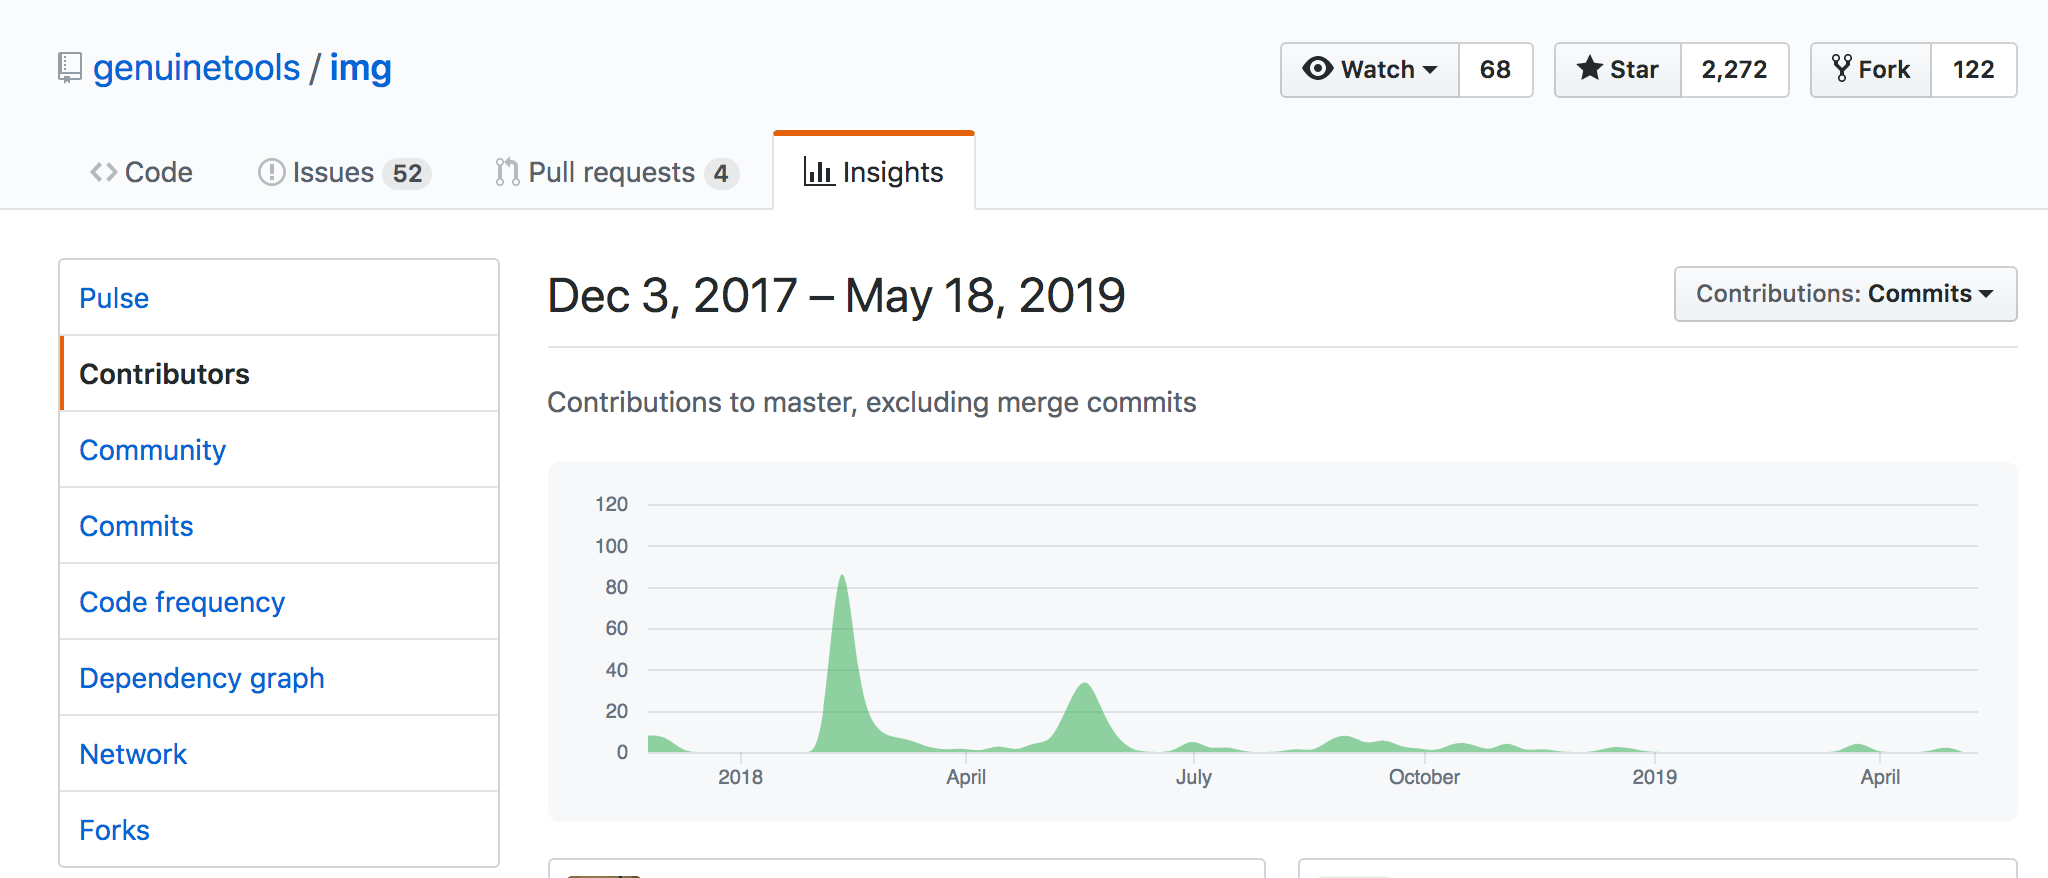 genuinetools / img
Watch 68
Star 2,272
Fork 122
Code
Issues 52
Pull requests 4
Insights
Pulse
Contributors
Community
Commits
Code frequency
Dependency graph
Network
Forks
Dec 3, 2017 – May 18, 2019
Contributions: Commits
Contributions to master, excluding merge commits
120
100
80
60
40
20
0
2018 April July October 2019 April